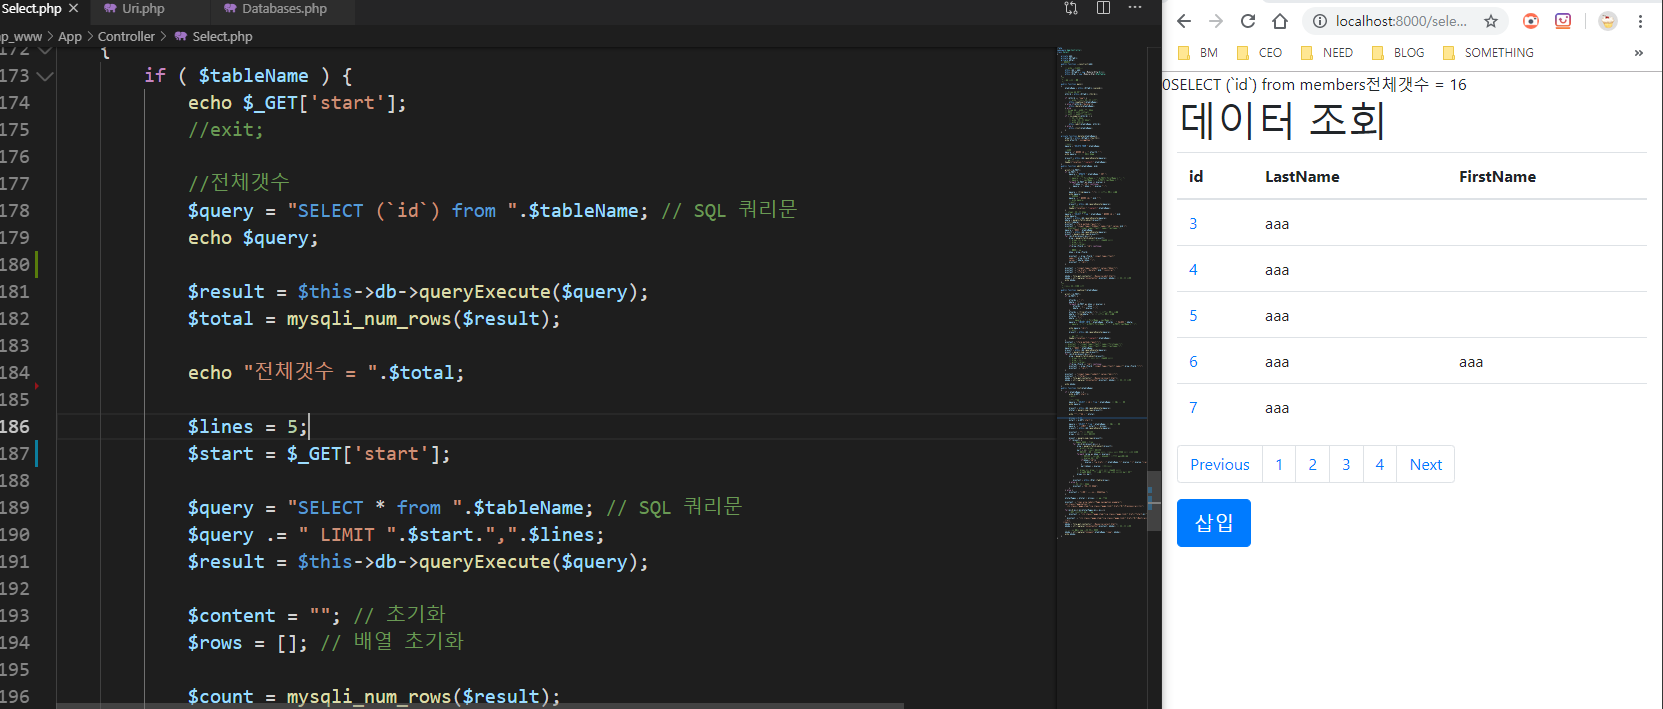 Select.php
Uri.php
Databases.php
p_www > App > Controller > Select.php
172 {
173 if ( $tableName ) {
174 echo $_GET['start'];
175 //exit;
176
177 //전체갯수
178 $query = "SELECT (`id`) from ".$tableName; // SQL 쿼리문
179 echo $query;
180
181 $result = $this->db->queryExecute($query);
182 $total = mysqli_num_rows($result);
183
184 echo "전체갯수 = ".$total;
185
186 $lines = 5;
187 $start = $_GET['start'];
188
189 $query = "SELECT * from ".$tableName; // SQL 쿼리문
190 $query .= " LIMIT ".$start.",".$lines;
191 $result = $this->db->queryExecute($query);
192
193 $content = ""; // 초기화
194 $rows = []; // 배열 초기화
195
196 $count = mysqli_num_rows($result);
localhost:8000/sele...
BM CEO NEED BLOG SOMETHING »
0SELECT (`id`) from members전체갯수 = 16
데이터 조회
id LastName FirstName
3 aaa
4 aaa
5 aaa
6 aaa aaa
7 aaa
Previous 1 2 3 4 Next
삽입